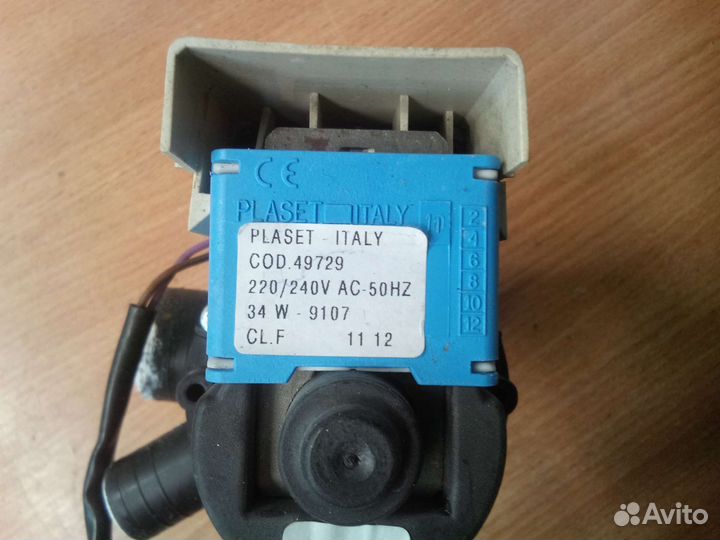 CE
PLASET ITALY
11
2
4
6
8
10
12
PLASET - ITALY
COD.49729
220/240V AC-50HZ
34 W - 9107
CL.F 11 12
Avito